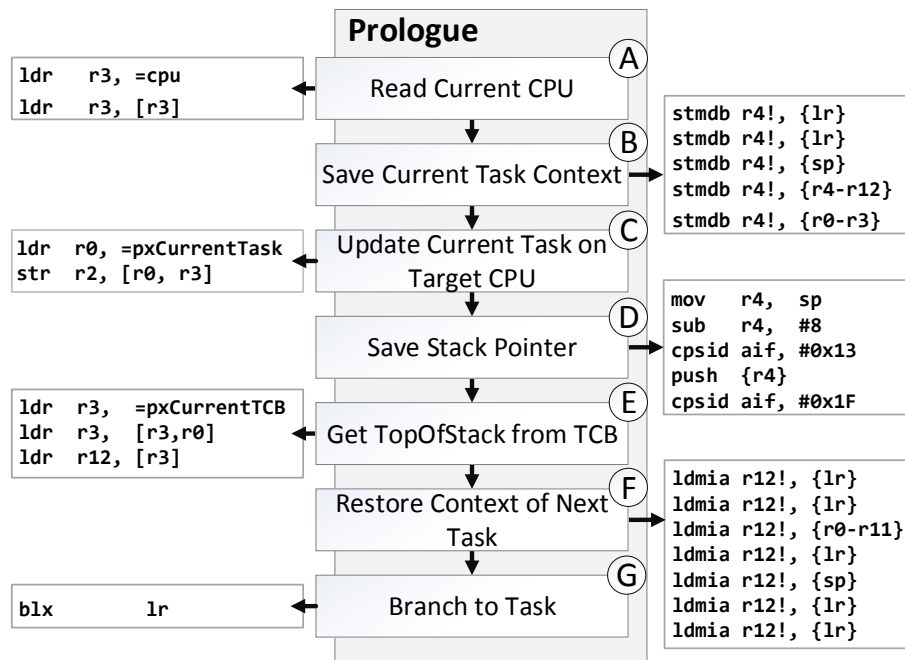 Prologue
A
Read Current CPU
ldr r3, =cpu
ldr r3, [r3]
B
Save Current Task Context
stmdb r4!, {lr}
stmdb r4!, {lr}
stmdb r4!, {sp}
stmdb r4!, {r4-r12}
stmdb r4!, {r0-r3}
C
Update Current Task on
Target CPU
ldr r0, =pxCurrentTask
str r2, [r0, r3]
D
Save Stack Pointer
mov r4, sp
sub r4, #8
cpsid aif, #0x13
push {r4}
cpsid aif, #0x1F
E
Get TopOfStack from TCB
ldr r3, =pxCurrentTCB
ldr r3, [r3,r0]
ldr r12, [r3]
F
Restore Context of Next
Task
ldmia r12!, {lr}
ldmia r12!, {lr}
ldmia r12!, {r0-r11}
ldmia r12!, {lr}
ldmia r12!, {sp}
ldmia r12!, {lr}
ldmia r12!, {lr}
G
Branch to Task
blx lr